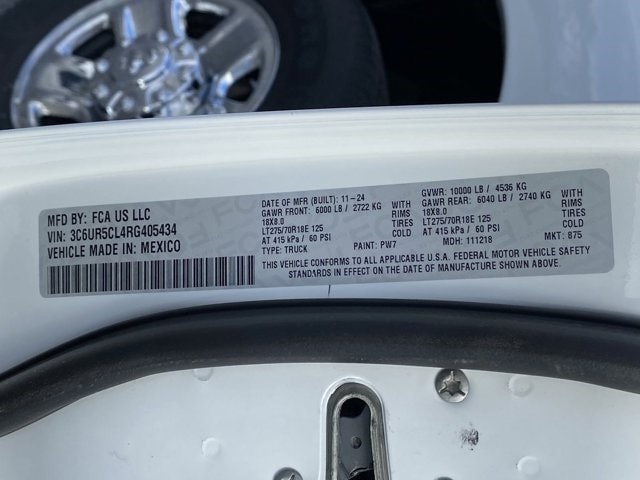 MFD BY: FCA US LLC
VIN: 3C6UR5CL4RG405434
VEHICLE MADE IN: MEXICO
DATE OF MFR (BUILT): 11-24
GAWR FRONT: 6000 LB / 2722 KG WITH
18X8.0 RIMS
LT275/70R18E 125 TIRES
AT 415 kPa / 60 PSI COLD
TYPE: TRUCK PAINT: PW7
GVWR: 10000 LB / 4536 KG
GAWR REAR: 6040 LB / 2740 KG WITH
18X8.0 RIMS
LT275/70R18E 125 TIRES
AT 415 kPa / 60 PSI COLD
MDH: 111218 MKT: 875
THIS VEHICLE CONFORMS TO ALL APPLICABLE U.S.A. FEDERAL MOTOR VEHICLE SAFETY
STANDARDS IN EFFECT ON THE DATE OF MANUFACTURE SHOWN ABOVE.